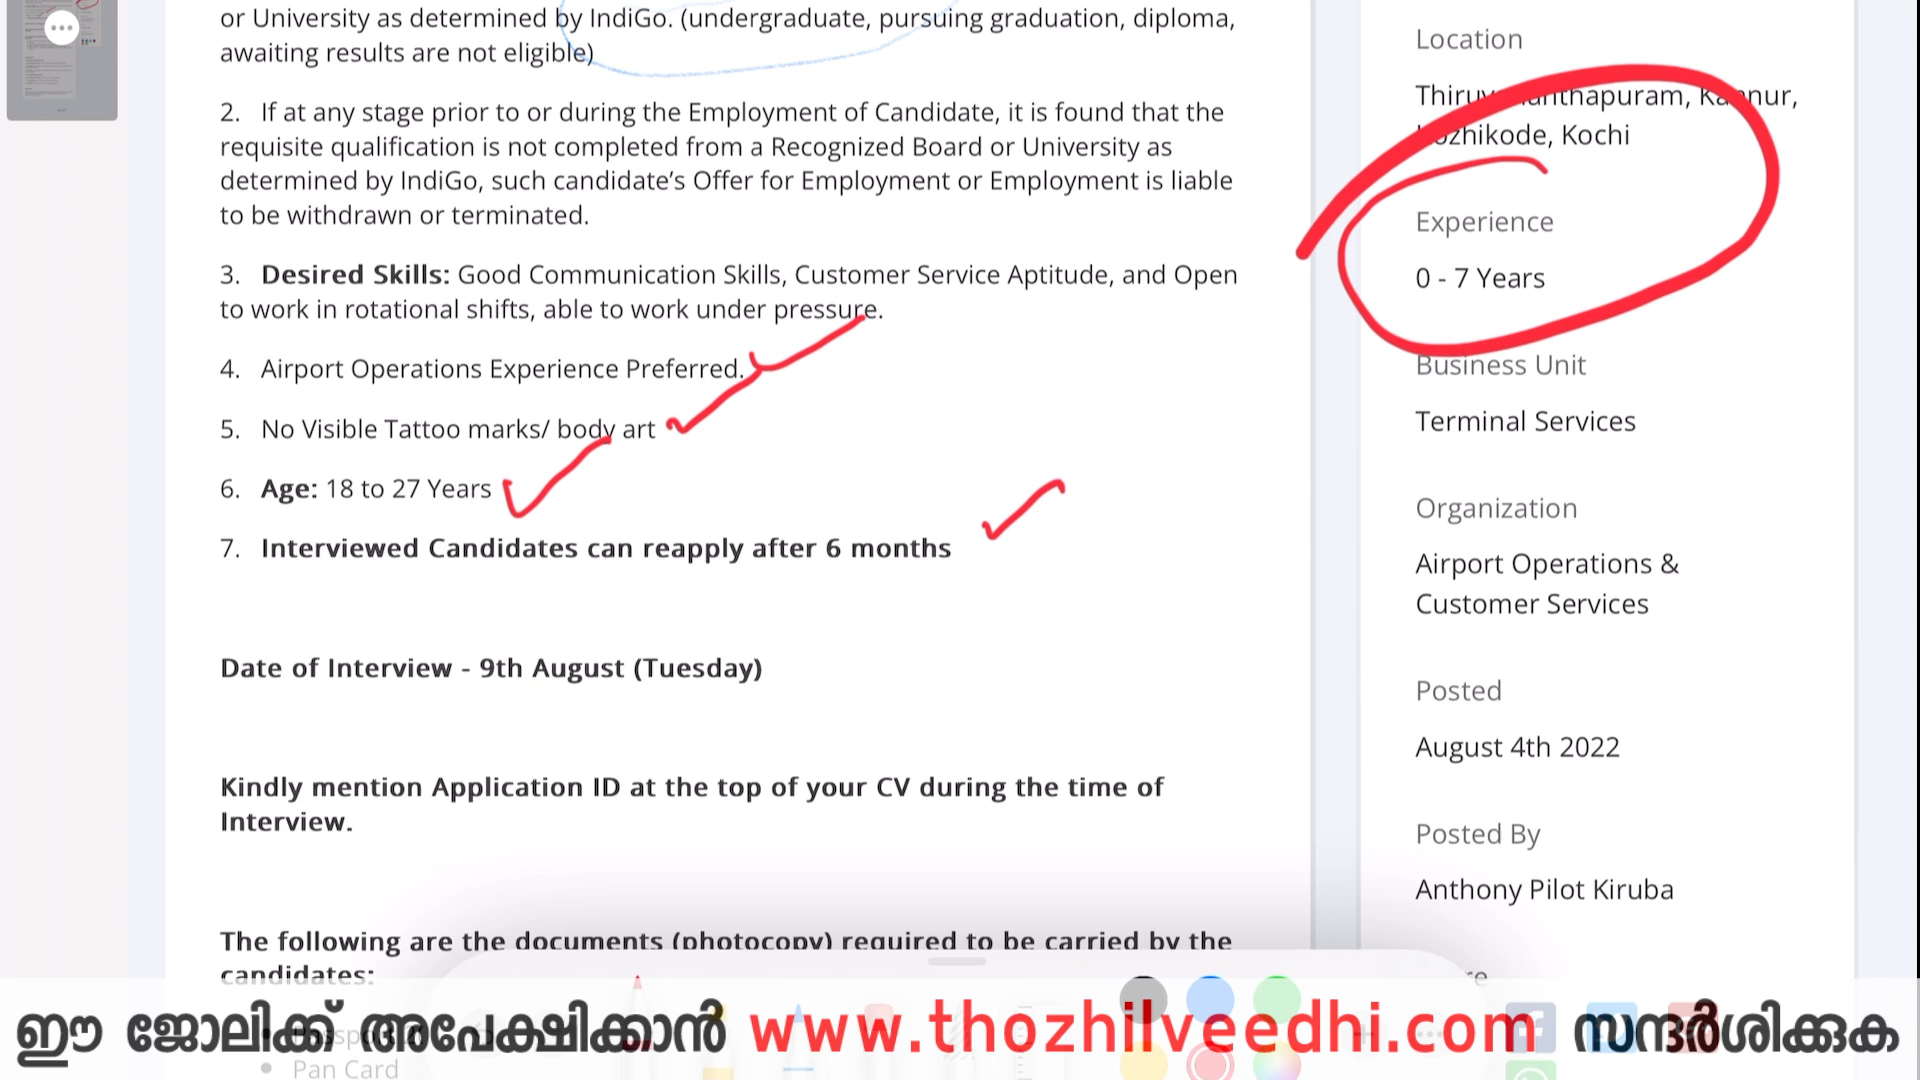 or University as determined by IndiGo. (undergraduate, pursuing graduation, diploma,
awaiting results are not eligible)
2. If at any stage prior to or during the Employment of Candidate, it is found that the
requisite qualification is not completed from a Recognized Board or University as
determined by IndiGo, such candidate's Offer for Employment or Employment is liable
to be withdrawn or terminated.
3. Desired Skills: Good Communication Skills, Customer Service Aptitude, and Open
to work in rotational shifts, able to work under pressure.
4. Airport Operations Experience Preferred.
5. No Visible Tattoo marks/ body art
6. Age: 18 to 27 Years
7. Interviewed Candidates can reapply after 6 months
Date of Interview - 9th August (Tuesday)
Kindly mention Application ID at the top of your CV during the time of
Interview.
The following are the documents (photocopy) required to be carried by the
candidates:
Pan Card
Location
Thiruvananthapuram, Kannur,
Kozhikode, Kochi
Experience
0 - 7 Years
Business Unit
Terminal Services
Organization
Airport Operations &
Customer Services
Posted
August 4th 2022
Posted By
Anthony Pilot Kiruba
ഈ ജോലിക്ക് അപേക്ഷിക്കാൻ www.thozhilveedhi.com സന്ദർശിക്കുക